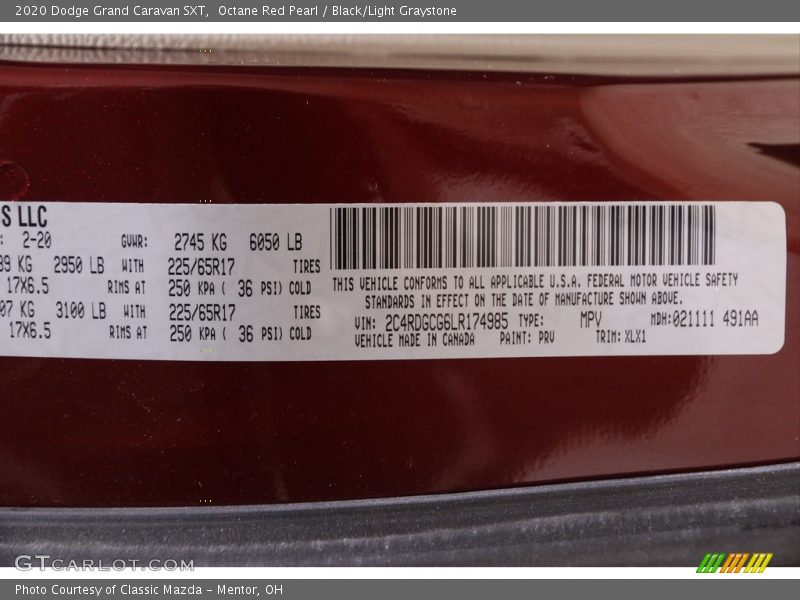 2020 Dodge Grand Caravan SXT,  Octane Red Pearl / Black/Light Graystone
S LLC
: 2-20 GVWR: 2745 KG 6050 LB
39 KG 2950 LB WITH 225/65R17 TIRES
17X6.5 RIMS AT 250 KPA ( 36 PSI) COLD
07 KG 3100 LB WITH 225/65R17 TIRES
17X6.5 RIMS AT 250 KPA ( 36 PSI) COLD
THIS VEHICLE CONFORMS TO ALL APPLICABLE U.S.A. FEDERAL MOTOR VEHICLE SAFETY
STANDARDS IN EFFECT ON THE DATE OF MANUFACTURE SHOWN ABOVE.
VIN: 2C4RDGCG6LR174985 TYPE: MPV MDH:021111 491AA
VEHICLE MADE IN CANADA PAINT: PRV TRIM: XLX1
GTCARLOT.COM
Photo Courtesy of Classic Mazda - Mentor, OH